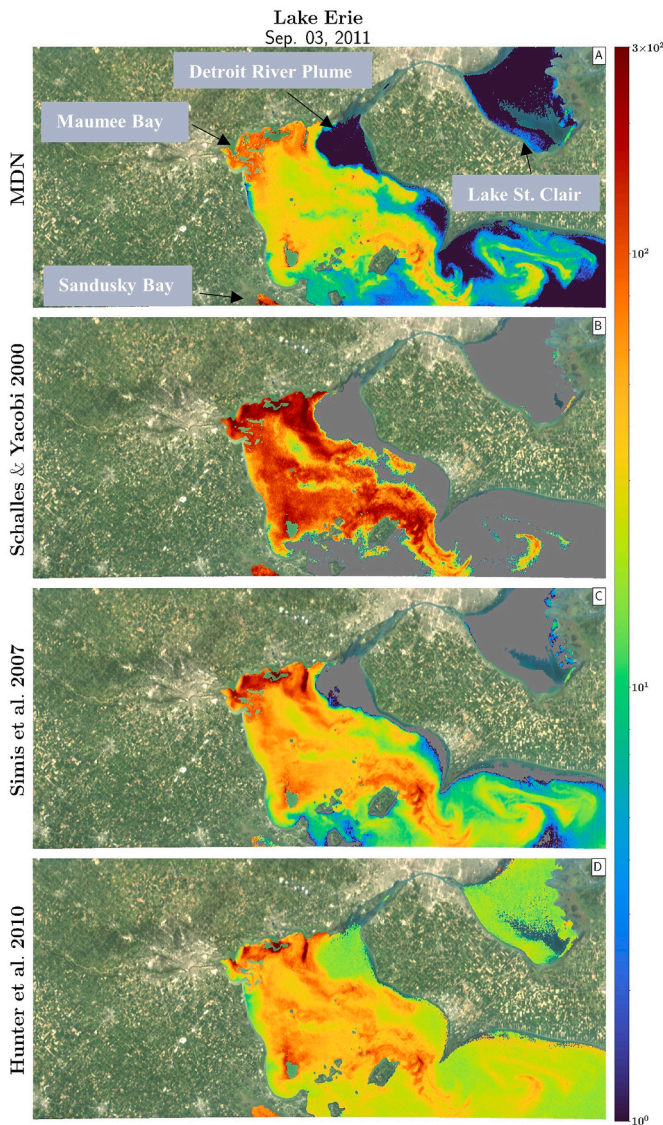 Lake Erie
Sep. 03, 2011
A
Detroit River Plume
Maumee Bay
Lake St. Clair
Sandusky Bay
MDN
B
Schalles & Yacobi 2000
C
Simis et al. 2007
D
Hunter et al. 2010
3×10²
10²
10¹
10⁰